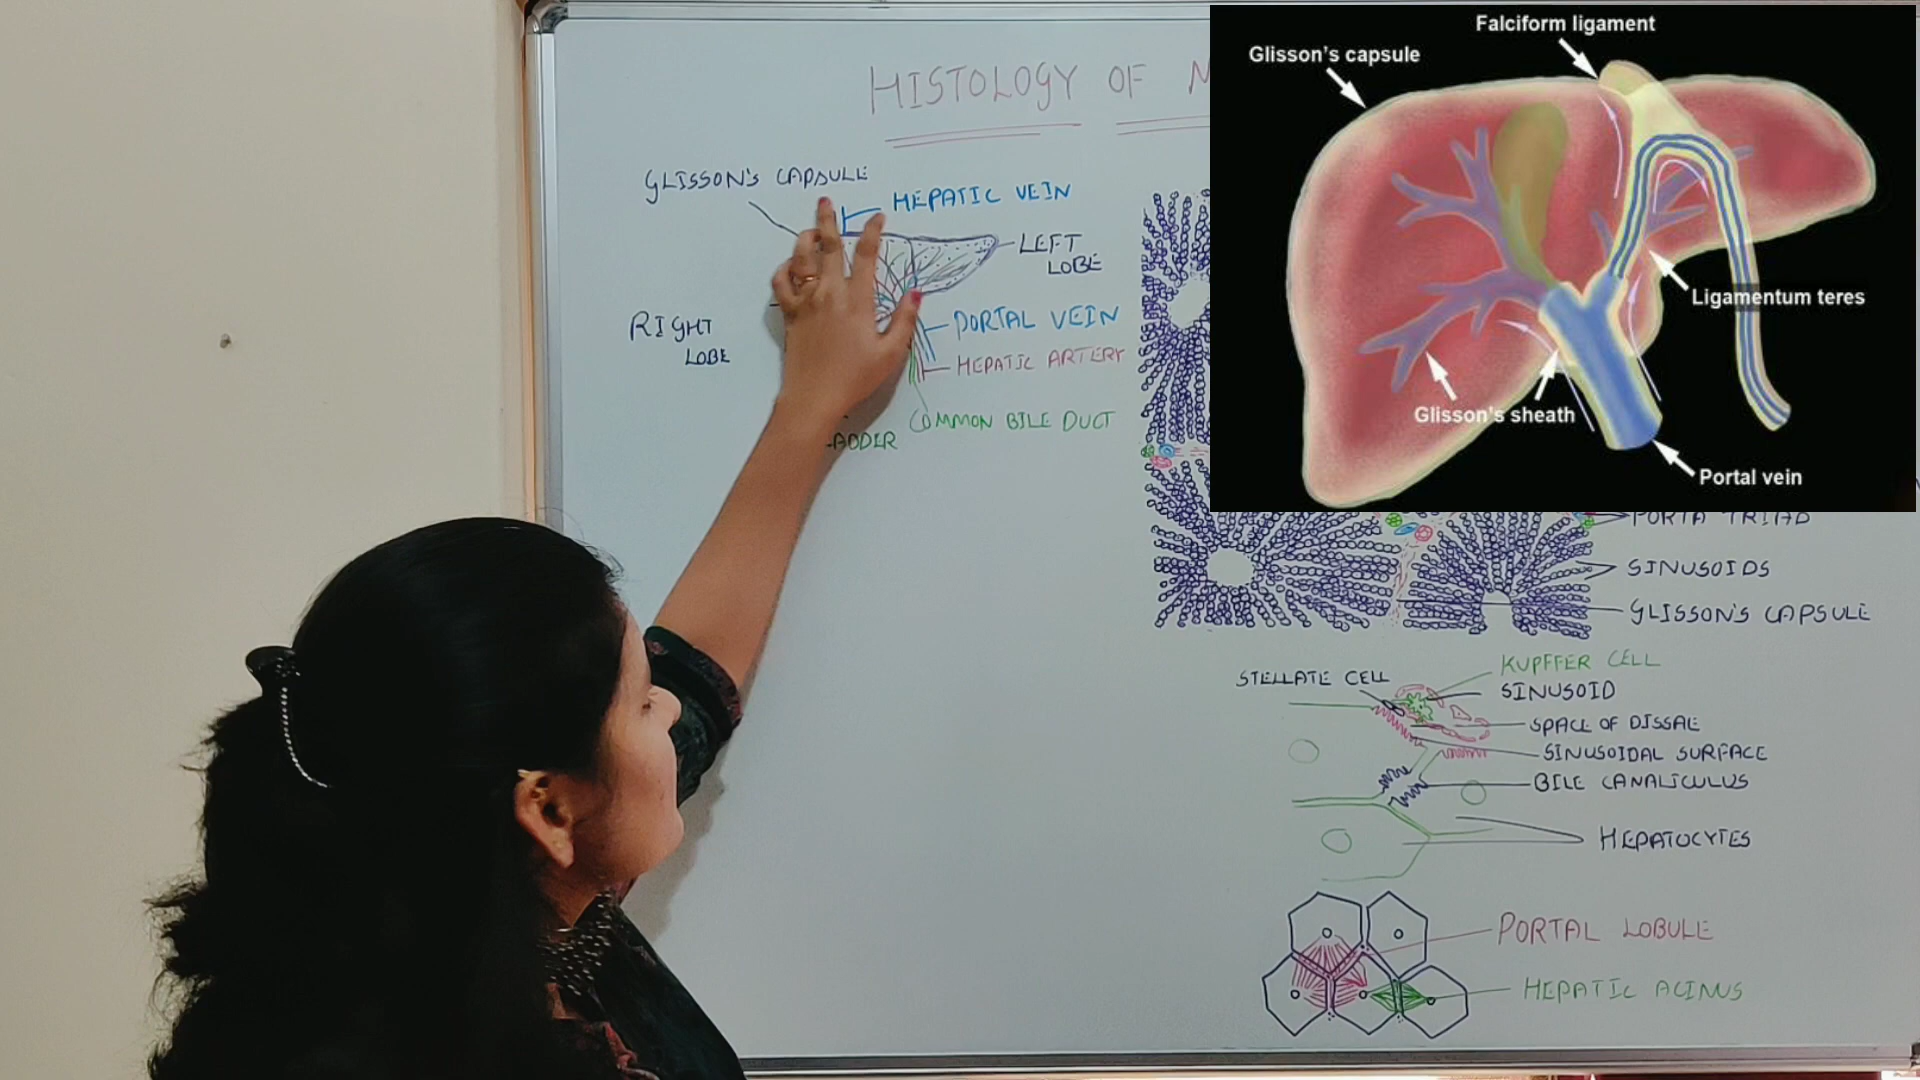 HISTOLOGY OF
GLISSON'S CAPSULE
HEPATIC VEIN
LEFT
LOBE
RIGHT
LOBE
PORTAL VEIN
HEPATIC ARTERY
COMMON BILE DUCT
Falciform ligament
Glisson's capsule
Ligamentum teres
Glisson's sheath
Portal vein
PORTA TRIAD
SINUSOIDS
GLISSON'S CAPSULE
KUPFFER CELL
STELLATE CELL
SINUSOID
SPACE OF DISSAE
SINUSOIDAL SURFACE
BILE CANALICULUS
HEPATOCYTES
PORTAL LOBULE
HEPATIC ACINUS